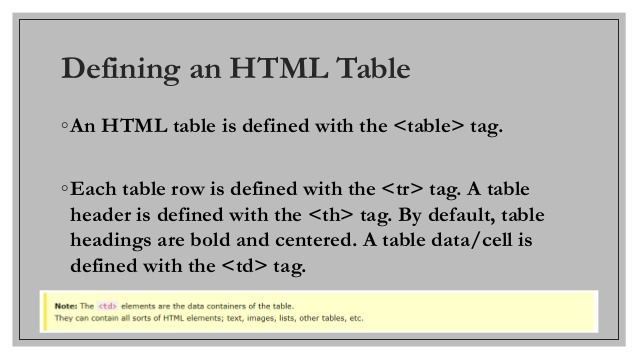 Defining an HTML Table
◦An HTML table is defined with the <table> tag.
◦Each table row is defined with the <tr> tag. A table
header is defined with the <th> tag. By default, table
headings are bold and centered. A table data/cell is
defined with the <td> tag.
Note: The <td> elements are the data containers of the table.
They can contain all sorts of HTML elements; text, images, lists, other tables, etc.